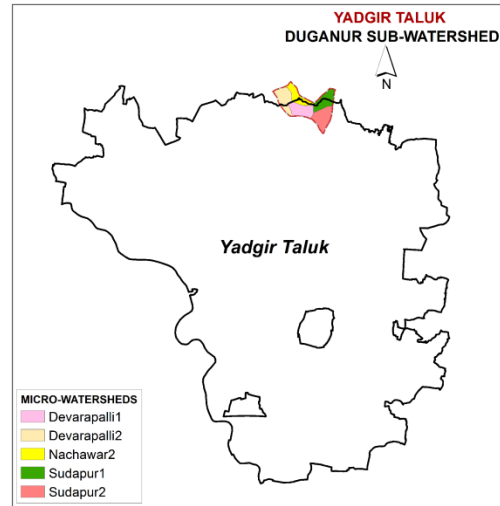 YADGIR TALUK
DUGANUR SUB-WATERSHED
N
Yadgir Taluk
MICRO-WATERSHEDS
Devarapalli1
Devarapalli2
Nachawar2
Sudapur1
Sudapur2